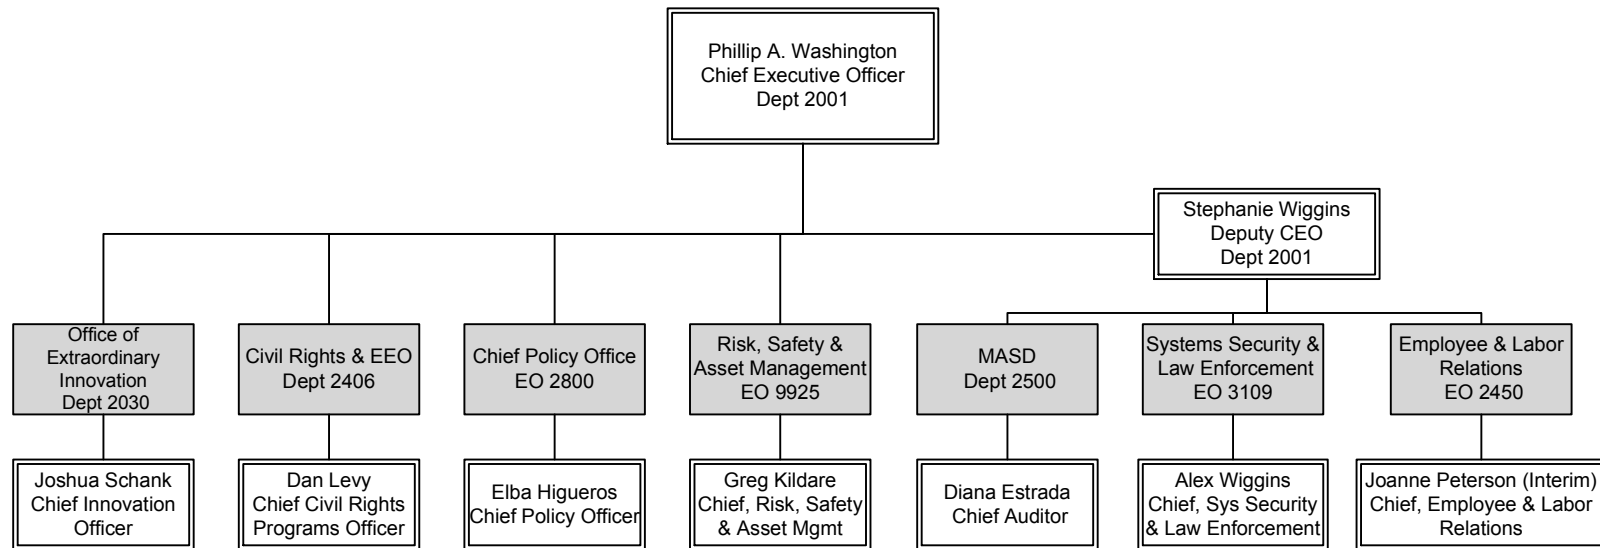 Phillip A. Washington
Chief Executive Officer
Dept 2001
Stephanie Wiggins
Deputy CEO
Dept 2001
Office of
Extraordinary
Innovation
Dept 2030
Civil Rights & EEO
Dept 2406
Chief Policy Office
EO 2800
Risk, Safety &
Asset Management
EO 9925
MASD
Dept 2500
Systems Security &
Law Enforcement
EO 3109
Employee & Labor
Relations
EO 2450
Joshua Schank
Chief Innovation
Officer
Dan Levy
Chief Civil Rights
Programs Officer
Elba Higueros
Chief Policy Officer
Greg Kildare
Chief, Risk, Safety
& Asset Mgmt
Diana Estrada
Chief Auditor
Alex Wiggins
Chief, Sys Security
& Law Enforcement
Joanne Peterson (Interim)
Chief, Employee & Labor
Relations